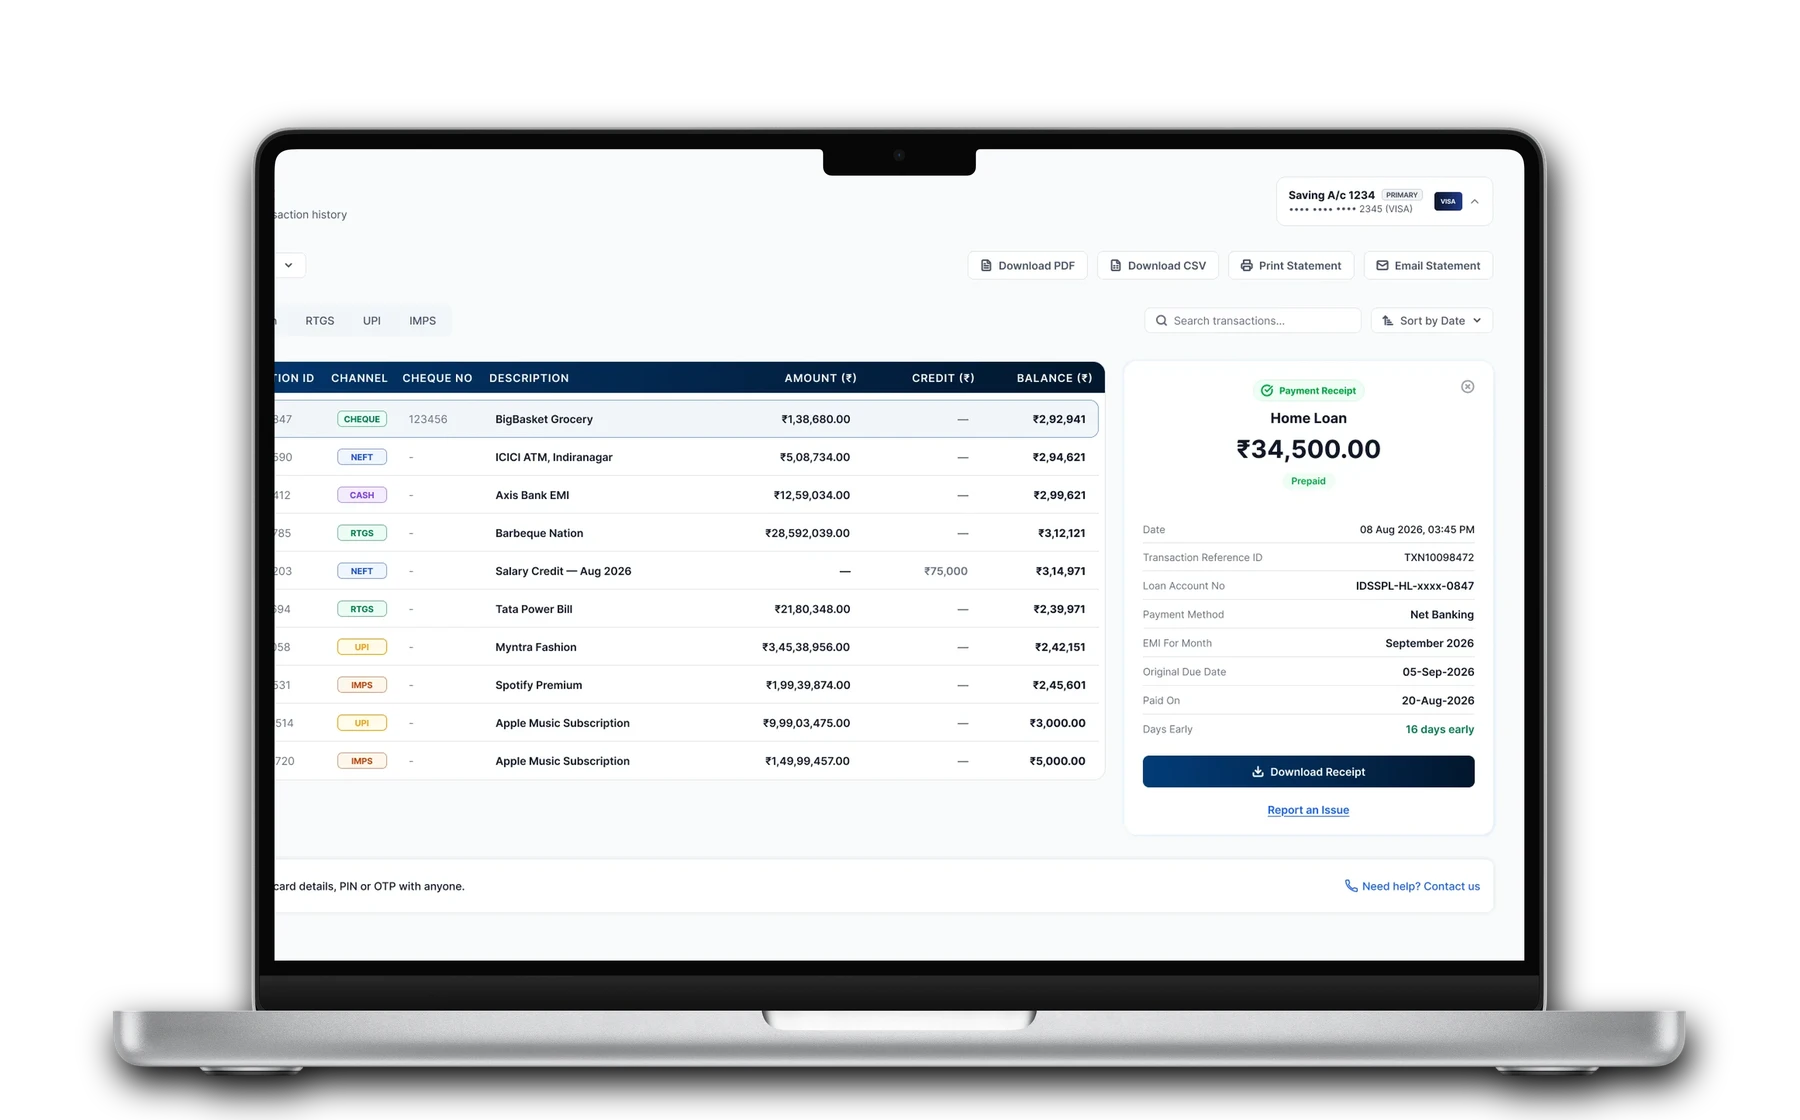 saction history
Saving A/c 1234 PRIMARY
•••• •••• •••• 2345 (VISA)
VISA
Download PDF
Download CSV
Print Statement
Email Statement
RTGS UPI IMPS
Search transactions...
Sort by Date
TION ID CHANNEL CHEQUE NO DESCRIPTION AMOUNT (₹) CREDIT (₹) BALANCE (₹)
847 CHEQUE 123456 BigBasket Grocery ₹1,38,680.00 — ₹2,92,941
590 NEFT - ICICI ATM, Indiranagar ₹5,08,734.00 — ₹2,94,621
412 CASH - Axis Bank EMI ₹12,59,034.00 — ₹2,99,621
785 RTGS - Barbeque Nation ₹28,592,039.00 — ₹3,12,121
203 NEFT - Salary Credit — Aug 2026 — ₹75,000 ₹3,14,971
594 RTGS - Tata Power Bill ₹21,80,348.00 — ₹2,39,971
058 UPI - Myntra Fashion ₹3,45,38,956.00 — ₹2,42,151
531 IMPS - Spotify Premium ₹1,99,39,874.00 — ₹2,45,601
514 UPI - Apple Music Subscription ₹9,99,03,475.00 — ₹3,000.00
720 IMPS - Apple Music Subscription ₹1,49,99,457.00 — ₹5,000.00
Payment Receipt
Home Loan
₹34,500.00
Prepaid
Date 08 Aug 2026, 03:45 PM
Transaction Reference ID TXN10098472
Loan Account No IDSSPL-HL-xxxx-0847
Payment Method Net Banking
EMI For Month September 2026
Original Due Date 05-Sep-2026
Paid On 20-Aug-2026
Days Early 16 days early
Download Receipt
Report an Issue
card details, PIN or OTP with anyone.
Need help? Contact us